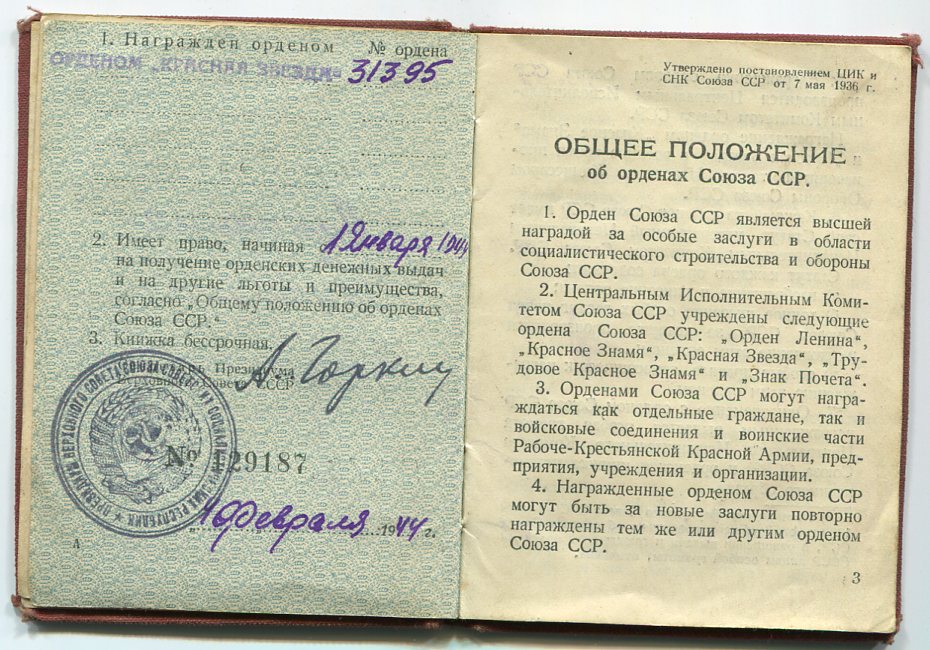 1. Награжден орденом № ордена
ОРДЕНОМ „КРАСНАЯ ЗВЕЗДА" 31395
2. Имеет право, начиная с 1 Января 1944
на получение орденских денежных выдач
и на другие льготы и преимущества,
согласно „Общему положению об орденах
Союза ССР.“
3. Книжка бессрочная.
Президиума
Верховного Совета СССР
А. Горкин
№ 129187
Февраля 1944 г.
А
Утверждено постановлением ЦИК и
СНК Союза ССР от 7 мая 1936 г.
ОБЩЕЕ ПОЛОЖЕНИЕ
об орденах Союза ССР.
1. Орден Союза ССР является высшей
наградой за особые заслуги в области
социалистического строительства и обороны
Союза ССР.
2. Центральным Исполнительным Коми-
тетом Союза ССР учреждены следующие
ордена Союза ССР: „Орден Ленина“,
„Красное Знамя“, „Красная Звезда“, „Тру-
довое Красное Знамя“ и „Знак Почета“.
3. Орденами Союза ССР могут награ-
ждаться как отдельные граждане, так и
войсковые соединения и воинские части
Рабоче-Крестьянской Красной Армии, пред-
приятия, учреждения и организации.
4. Награжденные орденом Союза ССР
могут быть за новые заслуги повторно
награждены тем же или другим орденом
Союза ССР.
3